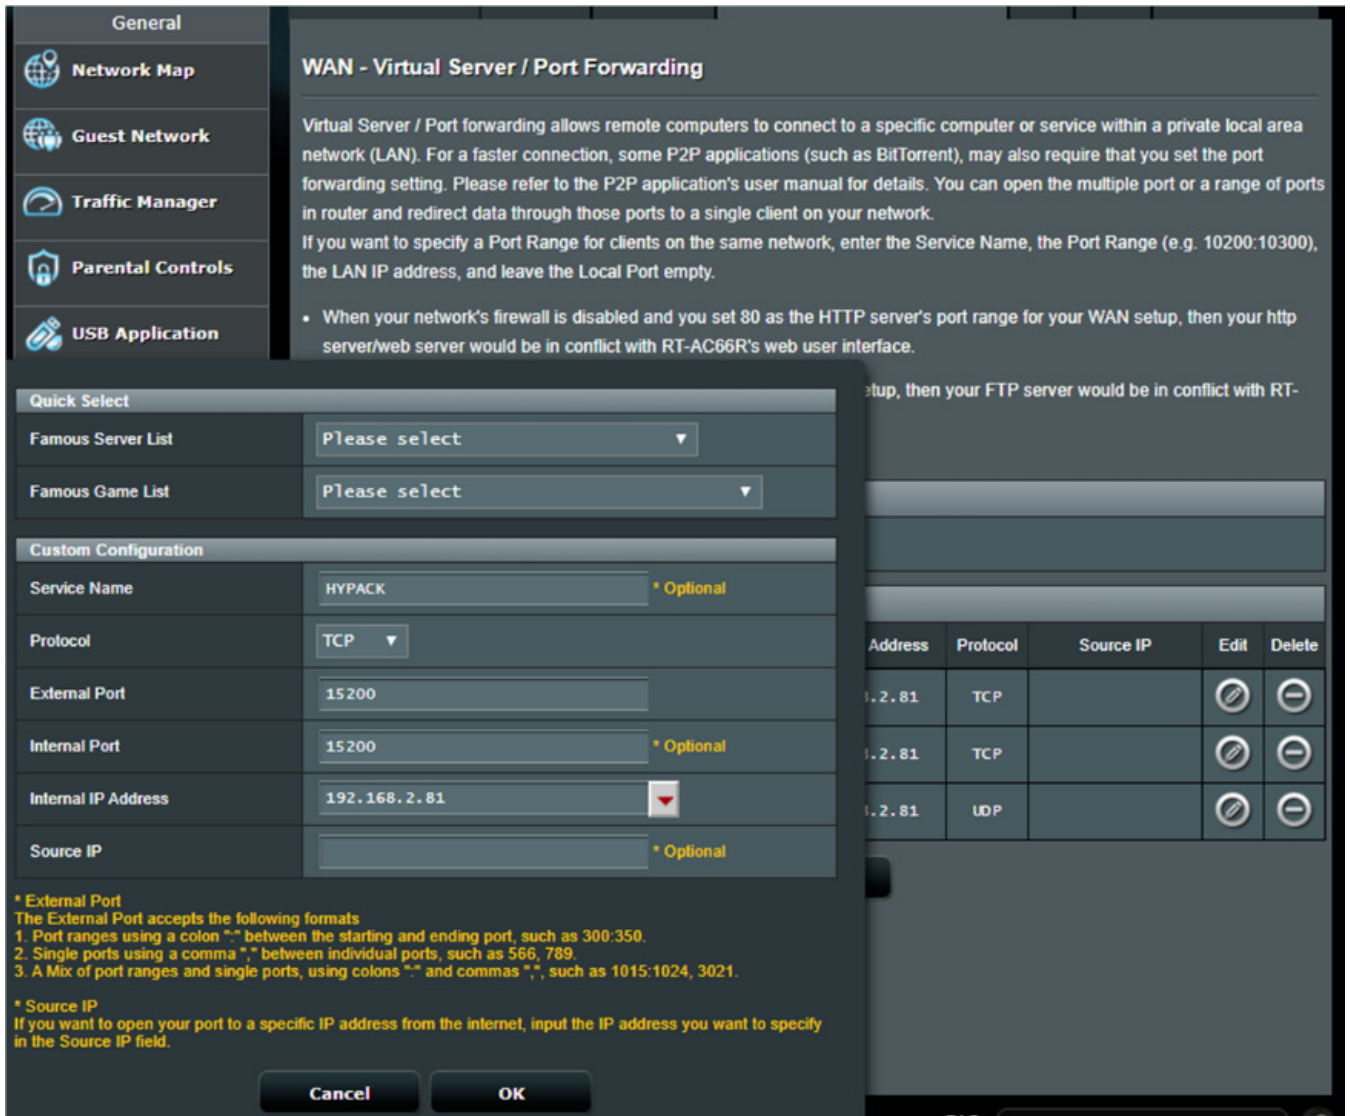 General
Network Map
Guest Network
Traffic Manager
Parental Controls
USB Application
WAN - Virtual Server / Port Forwarding
Virtual Server / Port forwarding allows remote computers to connect to a specific computer or service within a private local area
network (LAN). For a faster connection, some P2P applications (such as BitTorrent), may also require that you set the port
forwarding setting. Please refer to the P2P application's user manual for details. You can open the multiple port or a range of ports
in router and redirect data through those ports to a single client on your network.
If you want to specify a Port Range for clients on the same network, enter the Service Name, the Port Range (e.g. 10200:10300),
the LAN IP address, and leave the Local Port empty.
• When your network's firewall is disabled and you set 80 as the HTTP server's port range for your WAN setup, then your http
server/web server would be in conflict with RT-AC66R's web user interface.
etup, then your FTP server would be in conflict with RT-
Quick Select
Famous Server List Please select
Famous Game List Please select
Custom Configuration
Service Name HYPACK * Optional
Protocol TCP
External Port 15200
Internal Port 15200 * Optional
Internal IP Address 192.168.2.81
Source IP * Optional
* External Port
The External Port accepts the following formats
1. Port ranges using a colon ":" between the starting and ending port, such as 300:350.
2. Single ports using a comma "," between individual ports, such as 566, 789.
3. A Mix of port ranges and single ports, using colons ":" and commas ",", such as 1015:1024, 3021.
* Source IP
If you want to open your port to a specific IP address from the internet, input the IP address you want to specify
in the Source IP field.
Cancel OK
Address Protocol Source IP Edit Delete
.2.81 TCP
.2.81 TCP
.2.81 UDP